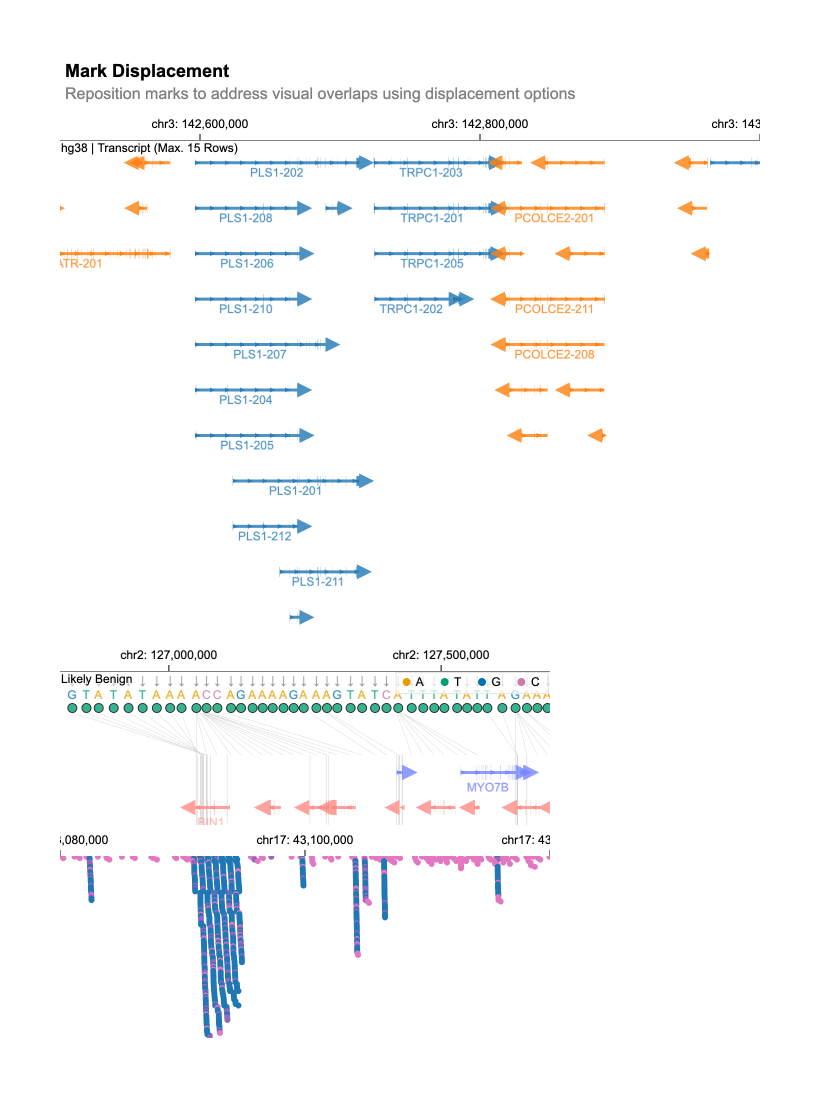 Mark Displacement
Reposition marks to address visual overlaps using displacement options
chr3: 142,600,000 chr3: 142,800,000 chr3: 143
hg38 | Transcript (Max. 15 Rows)
PLS1-202 TRPC1-203
PLS1-208 TRPC1-201 PCOLCE2-201
ATR-201 PLS1-206 TRPC1-205
PLS1-210 TRPC1-202 PCOLCE2-211
PLS1-207 PCOLCE2-208
PLS1-204
PLS1-205
PLS1-201
PLS1-212
PLS1-211
chr2: 127,000,000 chr2: 127,500,000
Likely Benign A T G C
G T A T A T A A A A C C A G A A A A G A A A G T A T C A T T T A T A T T A G A A A
MYO7B
BIN1
,080,000 chr17: 43,100,000 chr17: 43